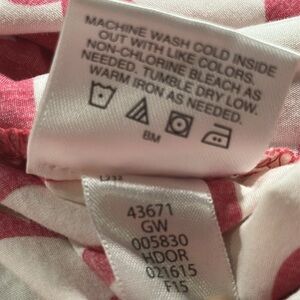 MACHINE WASH COLD INSIDE
OUT WITH LIKE COLORS.
NON-CHLORINE BLEACH AS
NEEDED. TUMBLE DRY LOW.
WARM IRON AS NEEDED.
BM
43671
GW
005830
HDOR
021615
F15